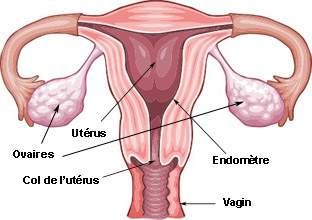 Utérus
Ovaires
Endomètre
Col de l'utérus
Vagin